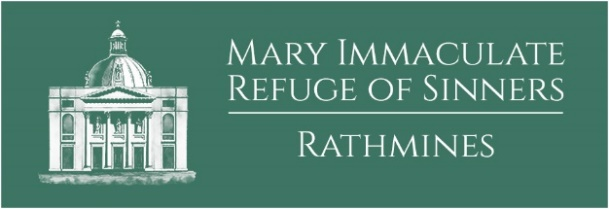 Mary Immaculate
Refuge of Sinners
Rathmines